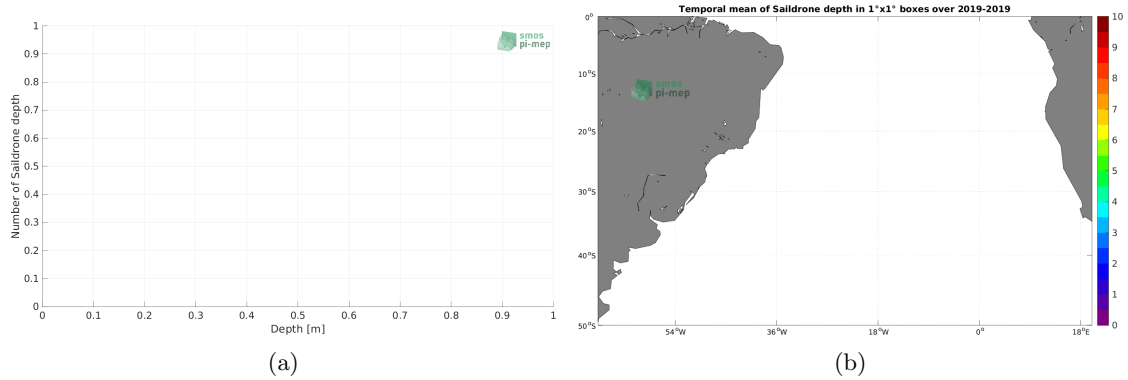 1
0.9
0.8
0.7
0.6
0.5
0.4
0.3
0.2
0.1
0
Number of Saildrone depth
smos
pi-mep
0 0.1 0.2 0.3 0.4 0.5 0.6 0.7 0.8 0.9 1
Depth [m]
(a)
Temporal mean of Saildrone depth in 1°x1° boxes over 2019-2019
0°
10°S
20°S
30°S
40°S
50°S
smos
pi-mep
54°W 36°W 18°W 0° 18°E
10
9
8
7
6
5
4
3
2
1
0
(b)